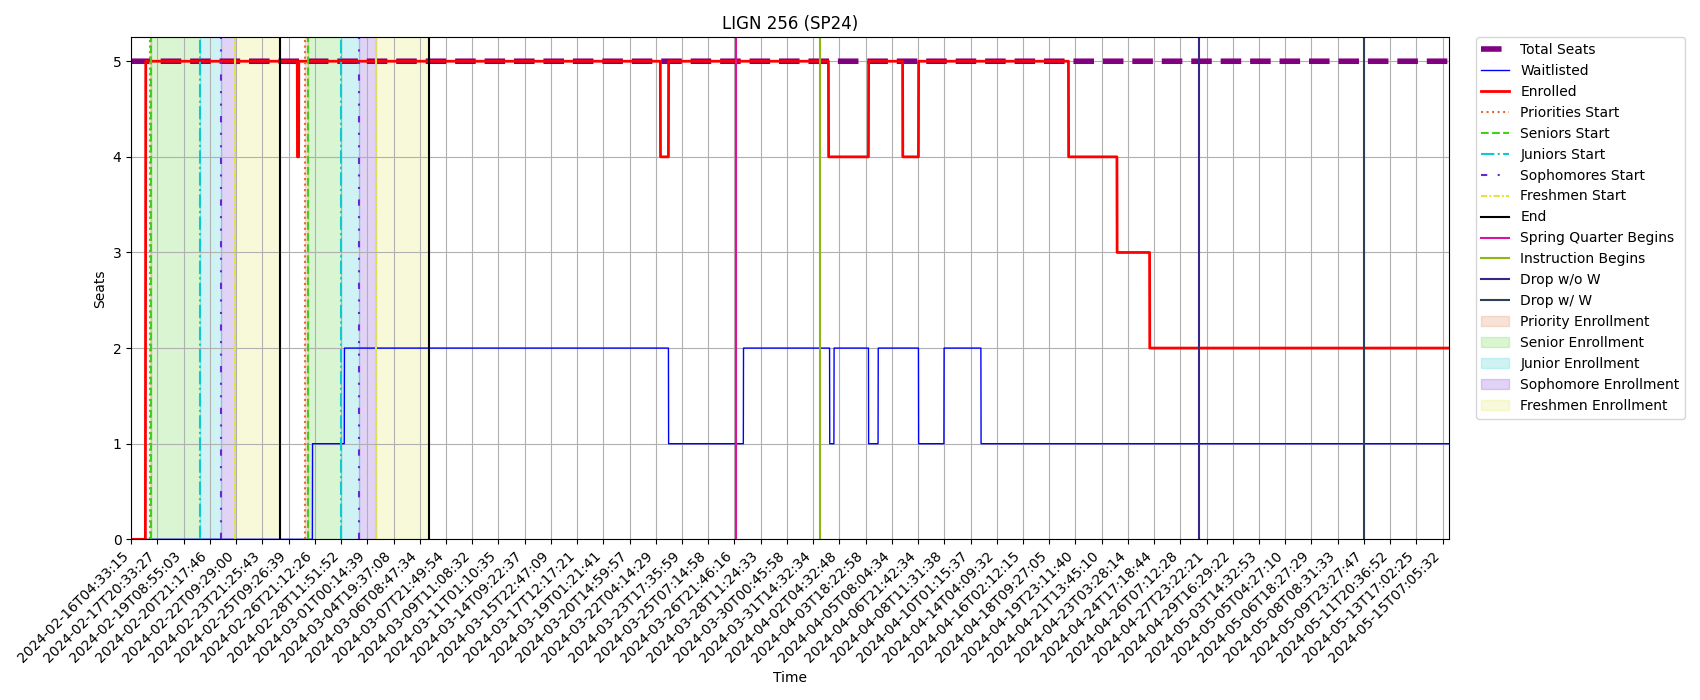 LIGN 256 (SP24)
Seats
5
4
3
2
1
0
2024-02-16T04:33:15
2024-02-17T20:33:27
2024-02-19T08:55:03
2024-02-20T21:17:46
2024-02-22T09:29:00
2024-02-23T21:25:43
2024-02-25T09:26:39
2024-02-26T21:12:26
2024-02-28T11:51:52
2024-03-01T00:14:39
2024-03-04T19:37:08
2024-03-06T08:47:34
2024-03-07T21:49:54
2024-03-09T11:08:32
2024-03-11T01:10:35
2024-03-14T09:22:37
2024-03-15T22:47:09
2024-03-17T12:17:21
2024-03-19T01:21:41
2024-03-20T14:59:57
2024-03-22T04:14:29
2024-03-23T17:35:59
2024-03-25T07:14:58
2024-03-26T21:46:16
2024-03-28T11:24:33
2024-03-30T00:45:58
2024-03-31T14:32:34
2024-04-02T04:32:48
2024-04-03T18:22:58
2024-04-05T08:04:34
2024-04-06T21:42:34
2024-04-08T11:31:38
2024-04-10T01:15:37
2024-04-14T04:09:32
2024-04-16T02:12:15
2024-04-18T09:27:05
2024-04-19T23:11:40
2024-04-21T13:45:10
2024-04-23T03:28:14
2024-04-24T17:18:44
2024-04-26T07:12:28
2024-04-27T23:22:21
2024-04-29T16:29:22
2024-05-03T14:32:53
2024-05-05T04:27:10
2024-05-06T18:27:29
2024-05-08T08:31:33
2024-05-09T23:27:47
2024-05-11T20:36:52
2024-05-13T17:02:25
2024-05-15T07:05:32
Time
Total Seats
Waitlisted
Enrolled
Priorities Start
Seniors Start
Juniors Start
Sophomores Start
Freshmen Start
End
Spring Quarter Begins
Instruction Begins
Drop w/o W
Drop w/ W
Priority Enrollment
Senior Enrollment
Junior Enrollment
Sophomore Enrollment
Freshmen Enrollment